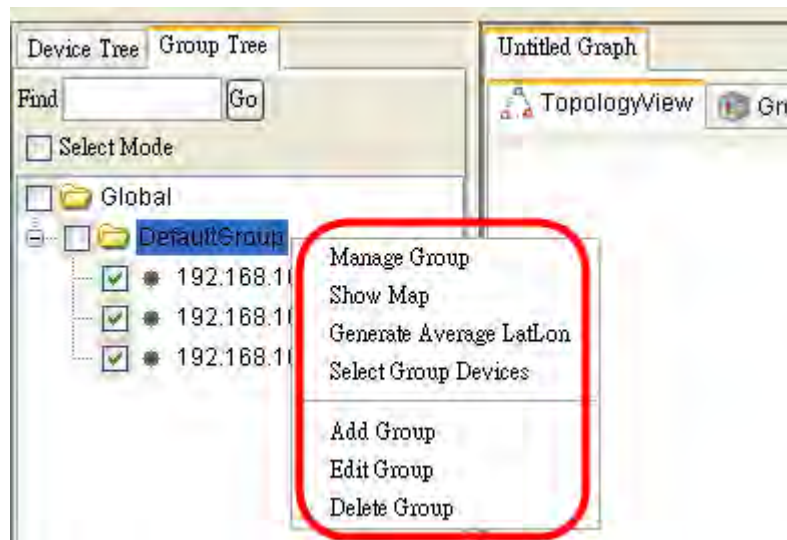 Device Tree Group Tree
Find Go
Select Mode
Global
DefaultGroup
192.168.1
192.168.1
192.168.1
Untitled Graph
TopologyView Gr
Manage Group
Show Map
Generate Average LatLon
Select Group Devices
Add Group
Edit Group
Delete Group